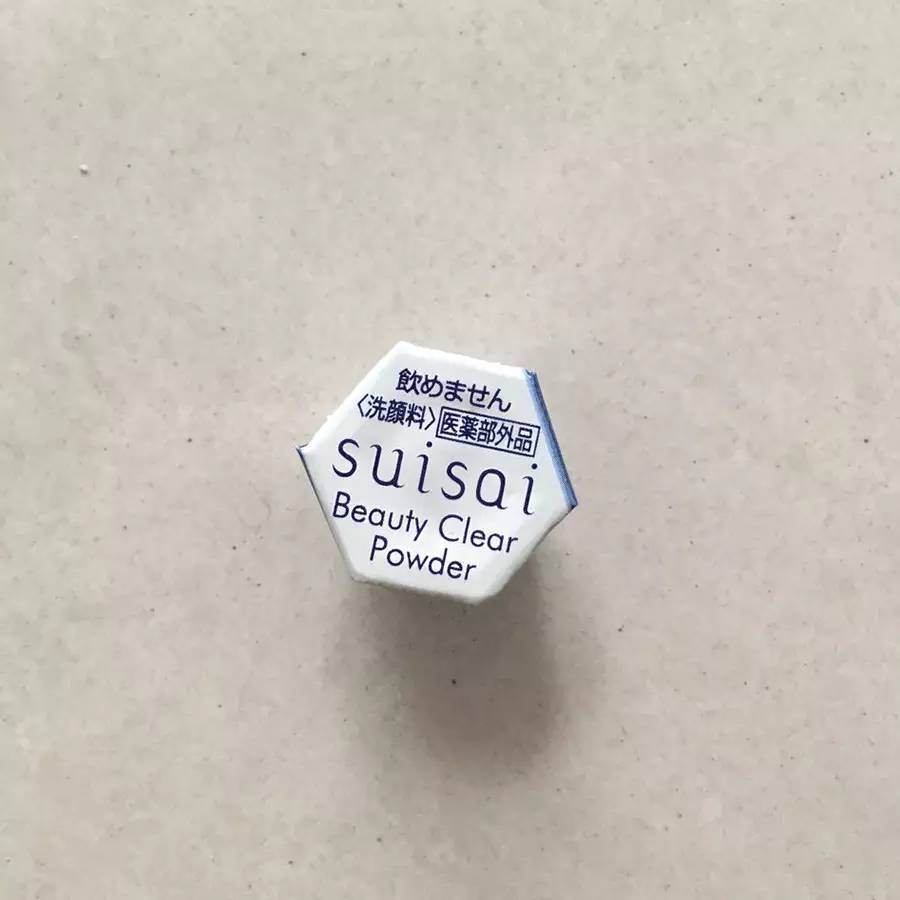 飲めません
〈洗顔料〉医薬部外品
suisai
Beauty Clear
Powder